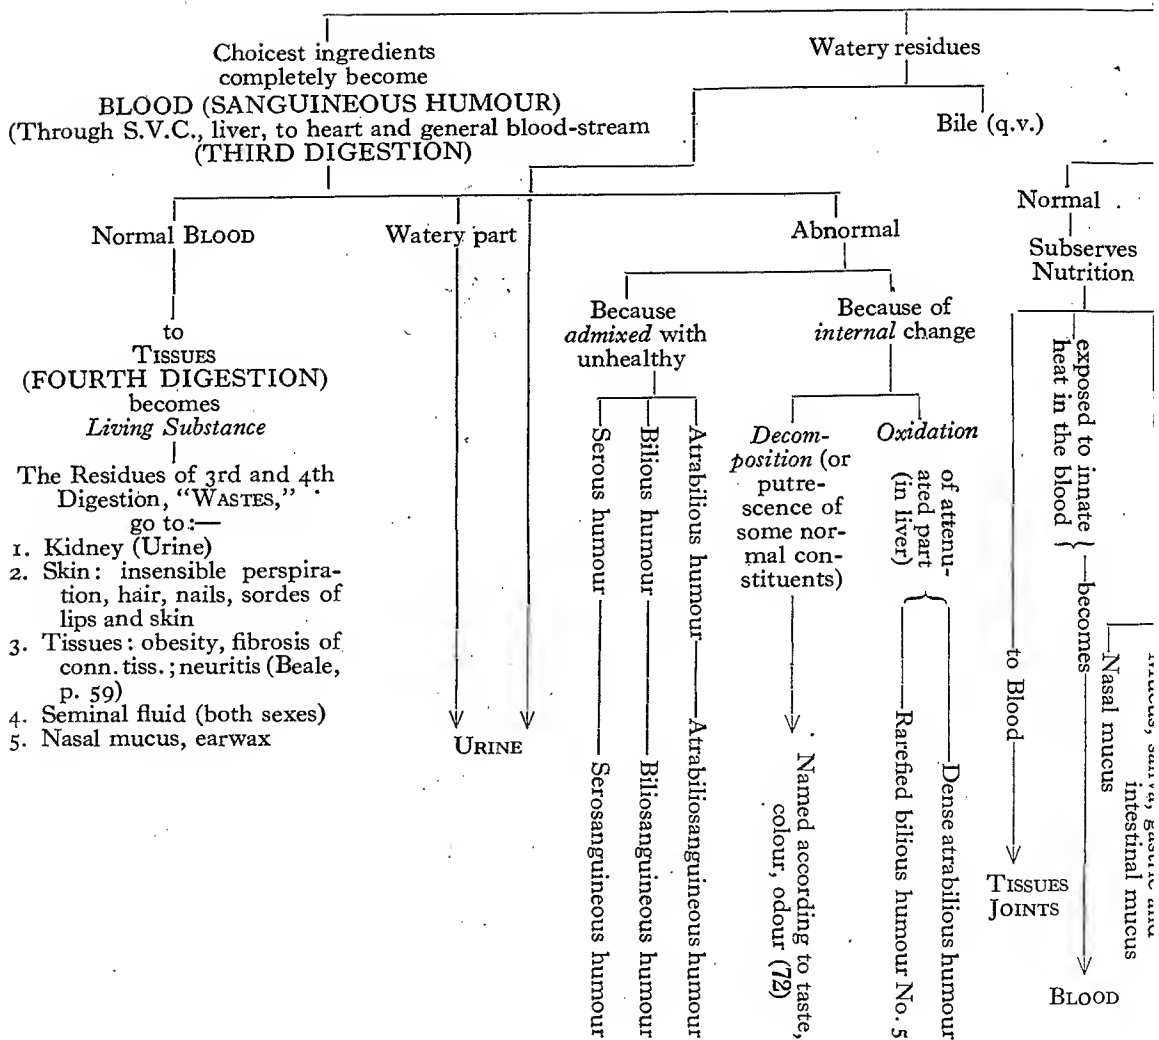 Choicest ingredients
completely become
BLOOD (SANGUINEOUS HUMOUR)
(Through S.V.C., liver, to heart and general blood-stream
(THIRD DIGESTION)
Watery residues
Bile (q.v.)
Normal BLOOD
Watery part
Abnormal
Normal
Subserves
Nutrition
to
TISSUES
(FOURTH DIGESTION)
becomes
Living Substance
The Residues of 3rd and 4th
Digestion, "WASTES,"
go to:—
1. Kidney (Urine)
2. Skin: insensible perspira-
tion, hair, nails, sordes of
lips and skin
3. Tissues: obesity, fibrosis of
conn. tiss.; neuritis (Beale,
p. 59)
4. Seminal fluid (both sexes)
5. Nasal mucus, earwax
URINE
Because
admixed with
unhealthy
Serous humour
Serosanguineous humour
Bilious humour
Biliosanguineous humour
Atrabilious humour
Atrabiliosanguineous humour
Because of
internal change
Decom-
position (or
putre-
scence of
some nor-
mal con-
stituents)
Named according to taste,
colour, odour (72)
Oxidation
of attenu-
ated part
(in liver)
Rarefied bilious humour No. 5
Dense atrabilious humour
to Blood
TISSUES
JOINTS
exposed to innate
heat in the blood
becomes
BLOOD
Nasal mucus
intestinal mucus